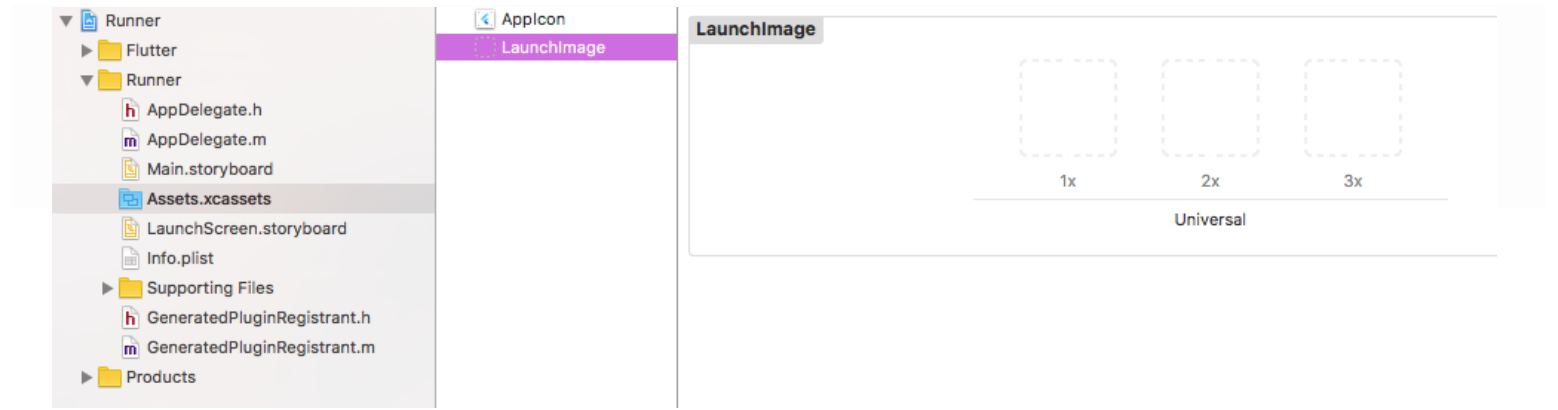 Runner
Flutter
Runner
AppDelegate.h
AppDelegate.m
Main.storyboard
Assets.xcassets
LaunchScreen.storyboard
Info.plist
Supporting Files
GeneratedPluginRegistrant.h
GeneratedPluginRegistrant.m
Products
AppIcon
LaunchImage
LaunchImage
1x 2x 3x
Universal